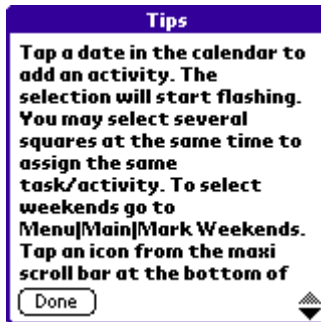 Tips
Tap a date in the calendar to
add an activity. The
selection will start flashing.
You may select several
squares at the same time to
assign the same
task/activity. To select
weekends go to
Menu|Main|Mark Weekends.
Tap an icon from the maxi
scroll bar at the bottom of
Done